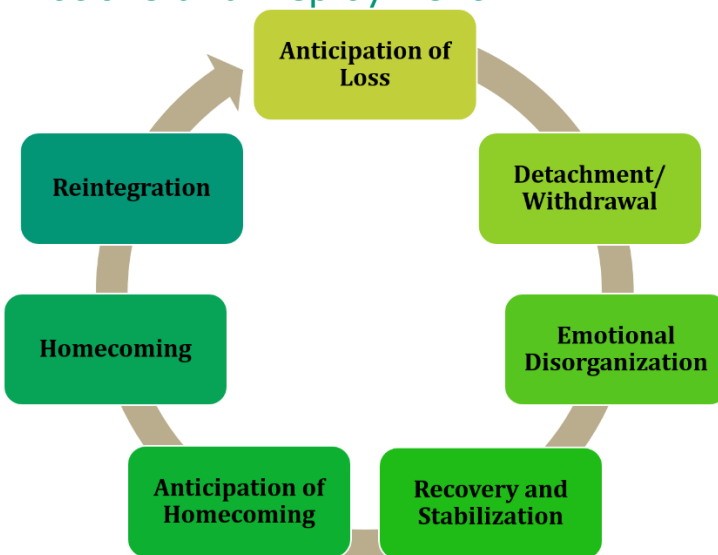 Anticipation of
Loss
Detachment/
Withdrawal
Emotional
Disorganization
Recovery and
Stabilization
Anticipation of
Homecoming
Homecoming
Reintegration